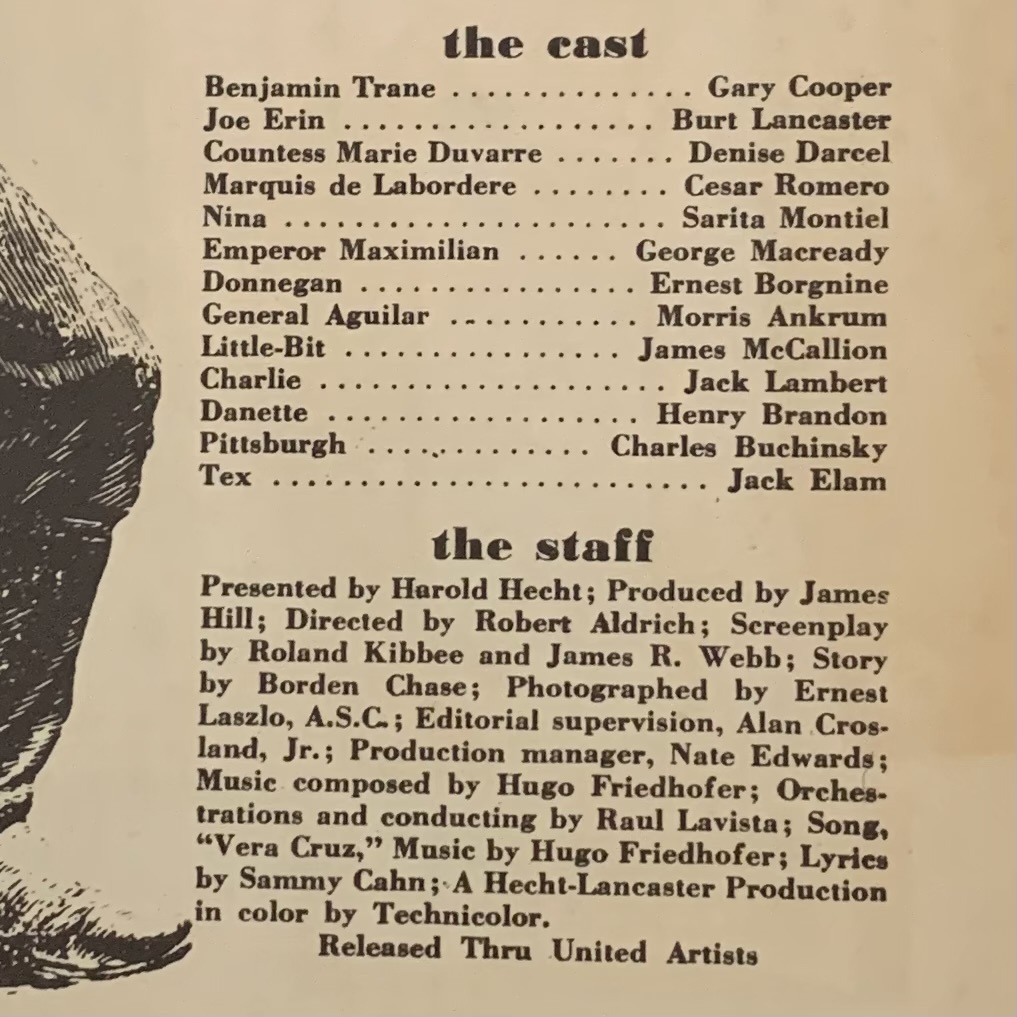 the cast
Benjamin Trane .............. Gary Cooper
Joe Erin .................. Burt Lancaster
Countess Marie Duvarre ....... Denise Darcel
Marquis de Labordere ........ Cesar Romero
Nina ...................... Sarita Montiel
Emperor Maximilian ...... George Macready
Donnegan ................ Ernest Borgnine
General Aguilar ........... Morris Ankrum
Little-Bit ................ James McCallion
Charlie .................... Jack Lambert
Danette .................. Henry Brandon
Pittsburgh ............. Charles Buchinsky
Tex ......................... Jack Elam
the staff
Presented by Harold Hecht; Produced by James
Hill; Directed by Robert Aldrich; Screenplay
by Roland Kibbee and James R. Webb; Story
by Borden Chase; Photographed by Ernest
Laszlo, A.S.C.; Editorial supervision, Alan Cros-
land, Jr.; Production manager, Nate Edwards;
Music composed by Hugo Friedhofer; Orches-
trations and conducting by Raul Lavista; Song,
“Vera Cruz,” Music by Hugo Friedhofer; Lyrics
by Sammy Cahn; A Hecht-Lancaster Production
in color by Technicolor.
Released Thru United Artists